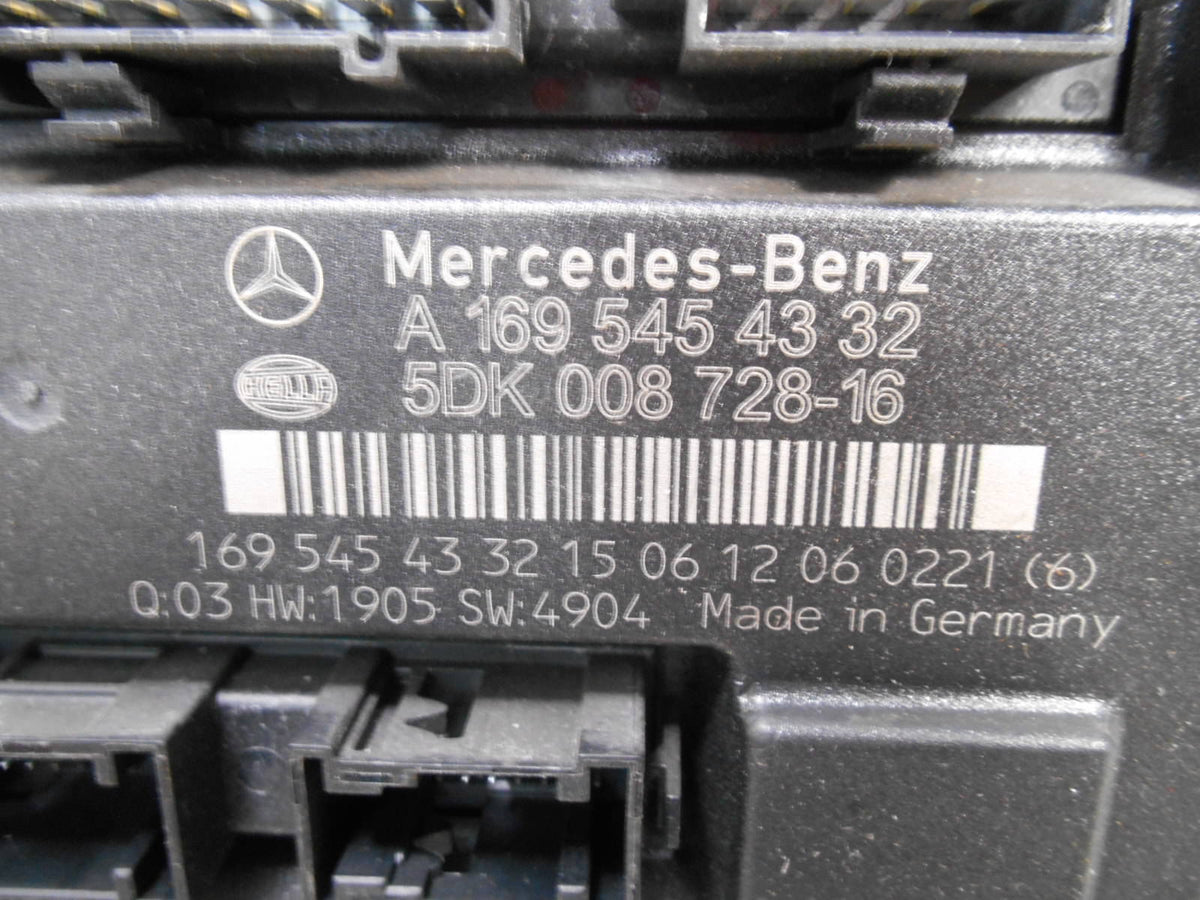 Mercedes-Benz
A 169 545 43 32
HELLA
5DK 008 728-16
169 545 43 32 15 06 12 06 0221 (6)
Q:03 HW:1905 SW:4904 Made in Germany